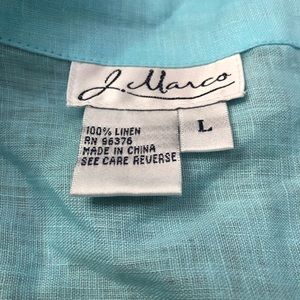 J. Marco
L
100% LINEN
RN 96376
MADE IN CHINA
SEE CARE REVERSE